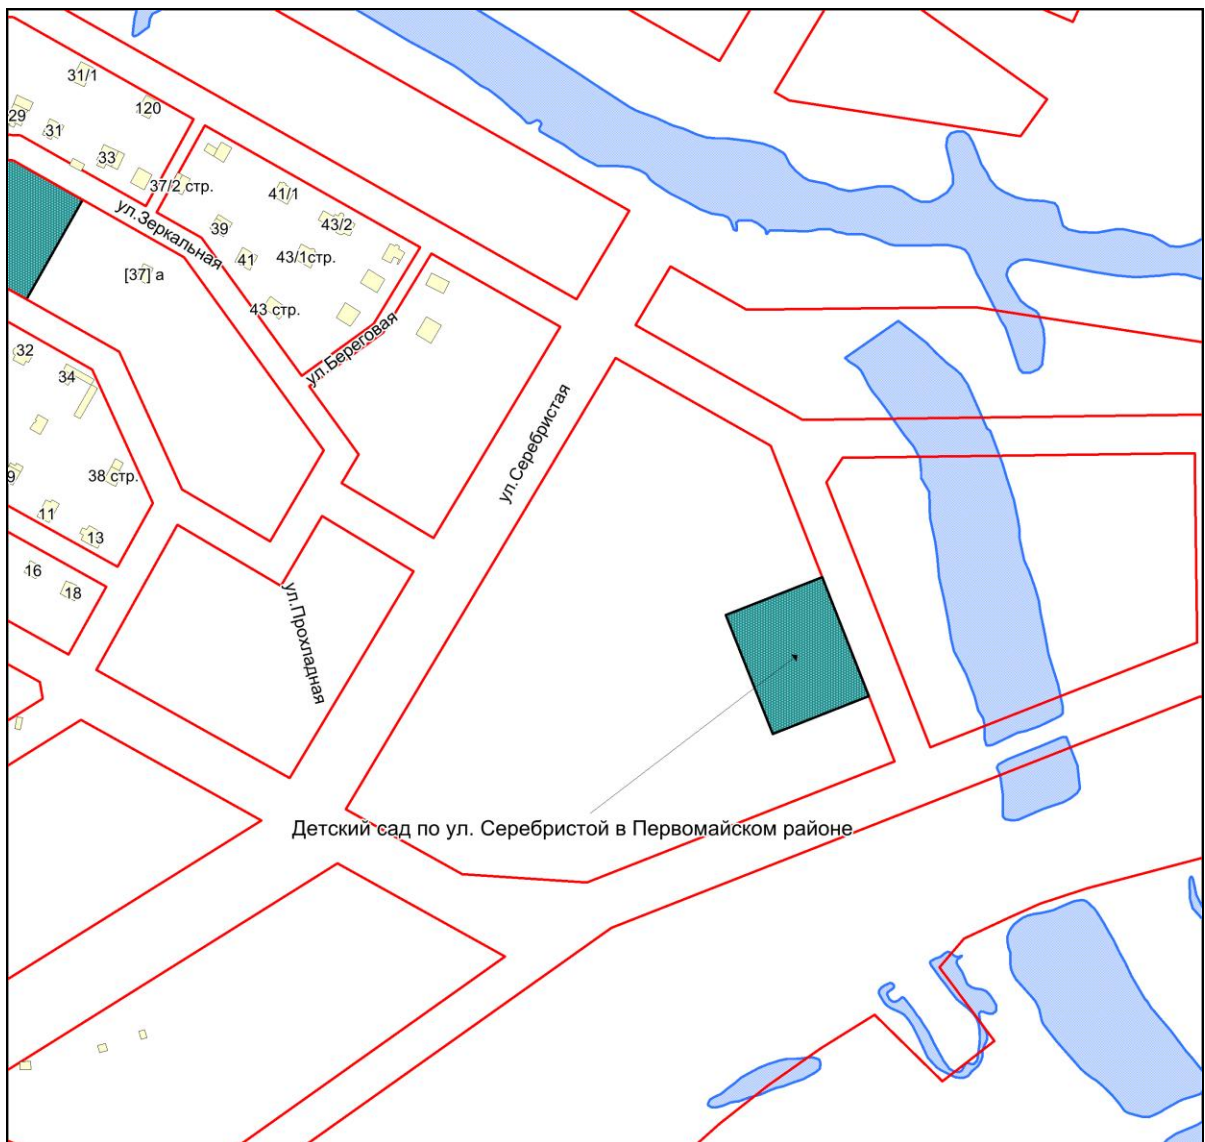 31/1
120
29
31
33
37/2 стр.
41/1
ул.Зеркальная
39
43/2
41
43/1стр.
[37] а
43 стр.
ул.Береговая
32
34
ул.Серебристая
9
38 стр.
11
13
16
18
ул.Прохладная
Детский сад по ул. Серебристой в Первомайском районе